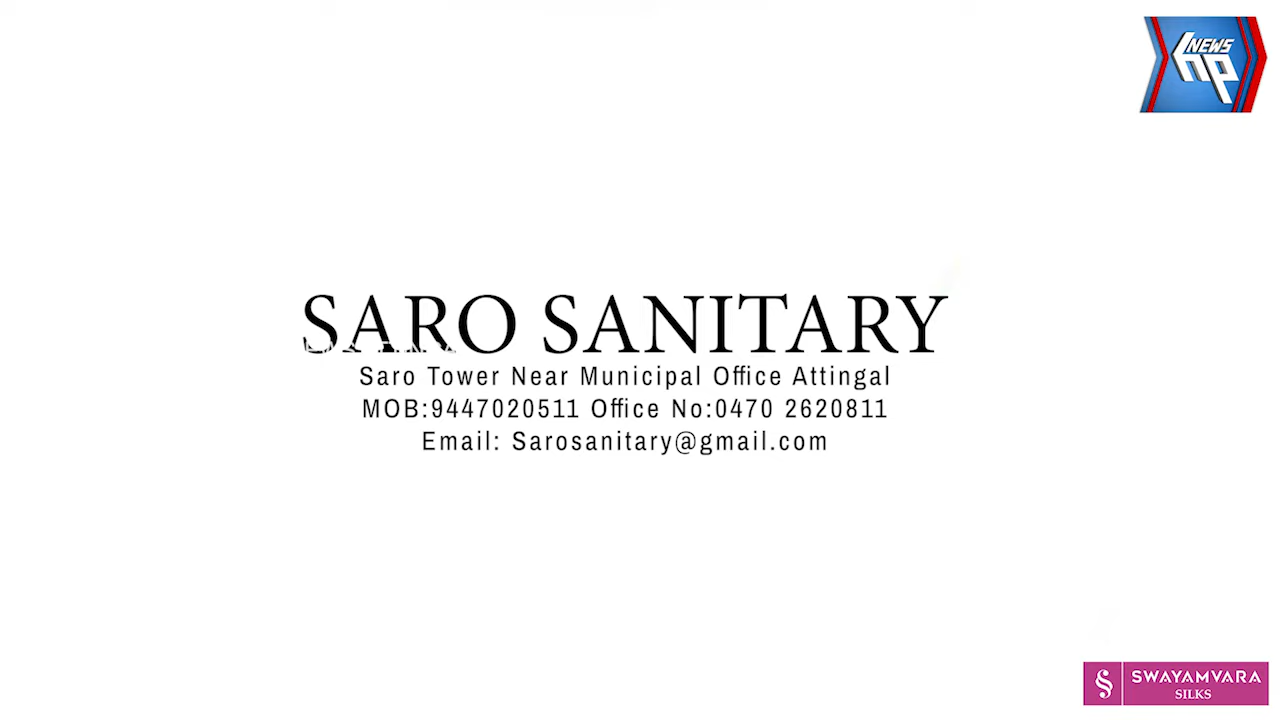 NEWS
hp
SARO SANITARY
Saro Tower Near Municipal Office Attingal
MOB:9447020511 Office No:0470 2620811
Email: Sarosanitary@gmail.com
SWAYAMVARA
SILKS